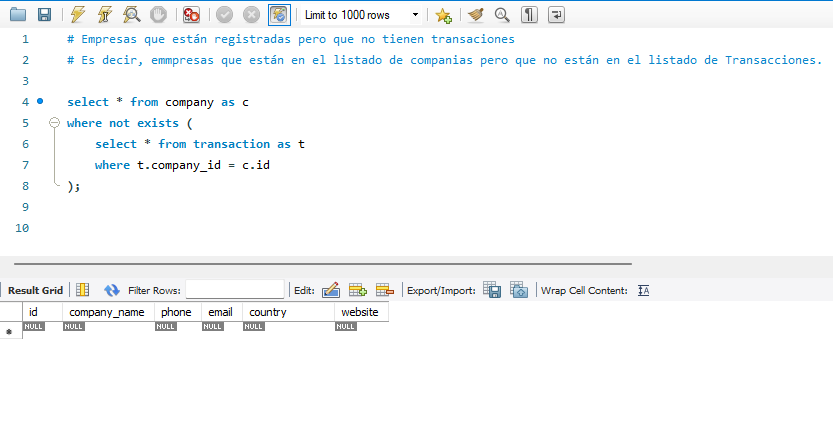 Limit to 1000 rows
1 # Empresas que están registradas pero que no tienen transaciones
2 # Es decir, emmpresas que están en el listado de companias pero que no están en el listado de Transacciones.
3
4 select * from company as c
5 where not exists (
6 select * from transaction as t
7 where t.company_id = c.id
8 );
9
10
Result Grid Filter Rows: Edit: Export/Import: Wrap Cell Content: IA
id company_name phone email country website
NULL NULL NULL NULL NULL NULL